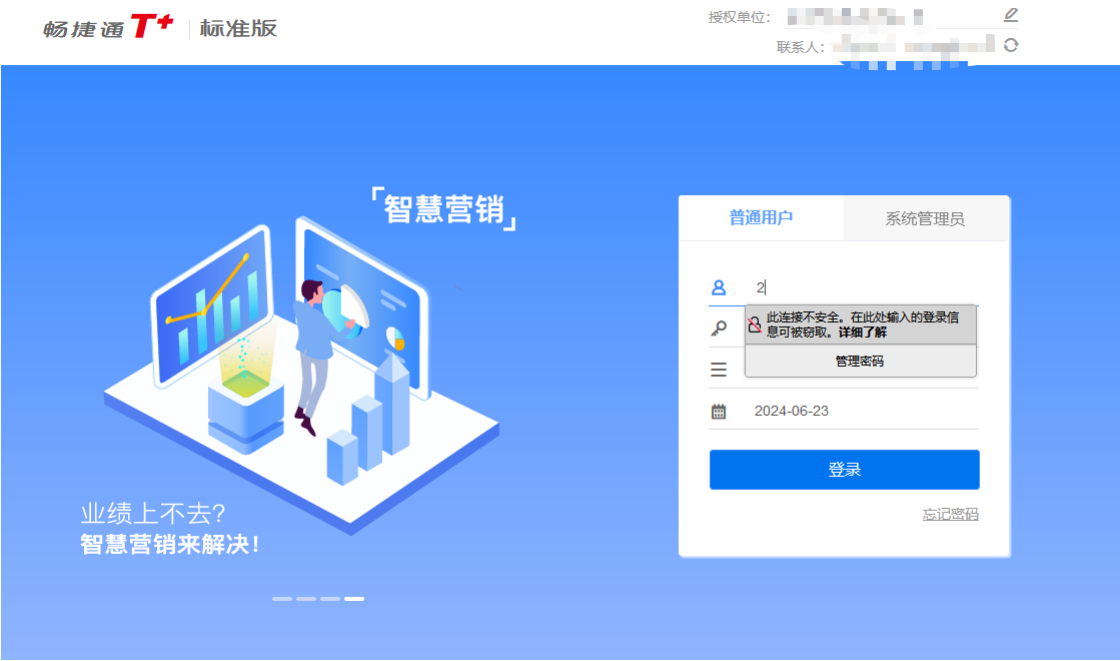 畅捷通 T+ 标准版
授权单位：
联系人：
「智慧营销」
普通用户 系统管理员
2
此连接不安全。在此处输入的登录信
息可被窃取。详细了解
管理密码
2024-06-23
登录
忘记密码
业绩上不去?
智慧营销来解决!